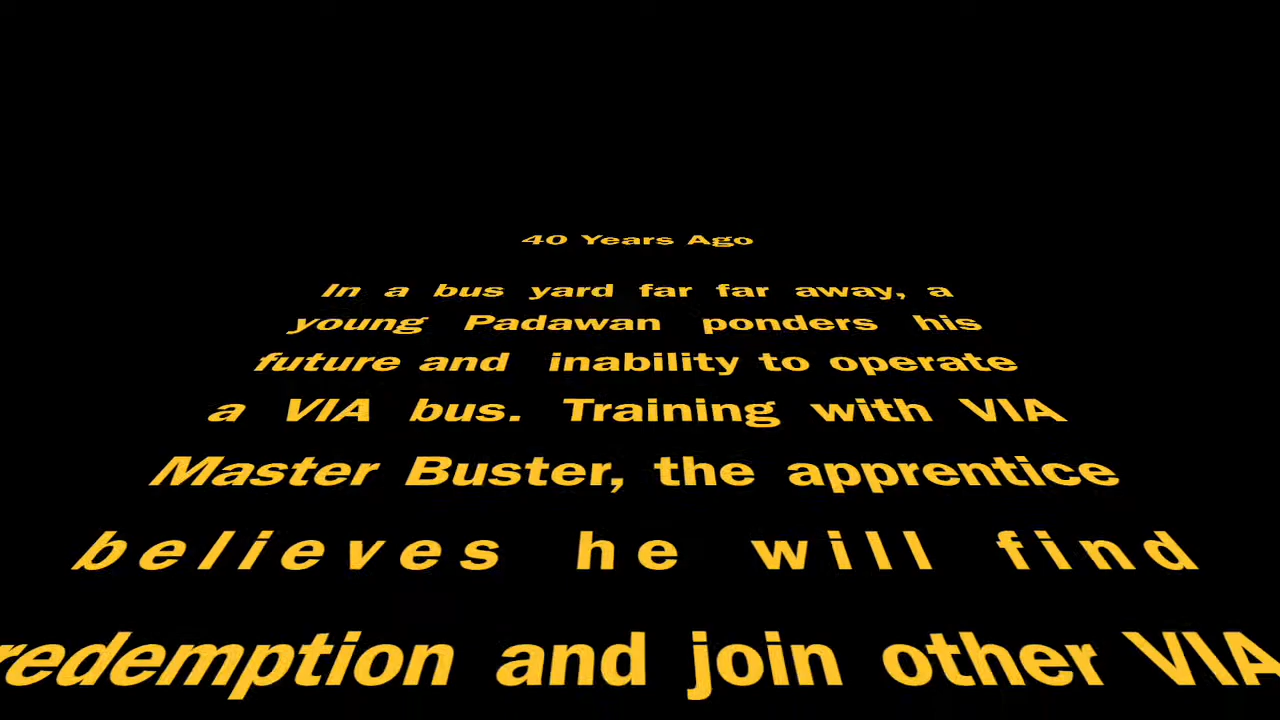 40 Years Ago
In a bus yard far far away, a
young Padawan ponders his
future and inability to operate
a VIA bus. Training with VIA
Master Buster, the apprentice
believes he will find
redemption and join other VIA